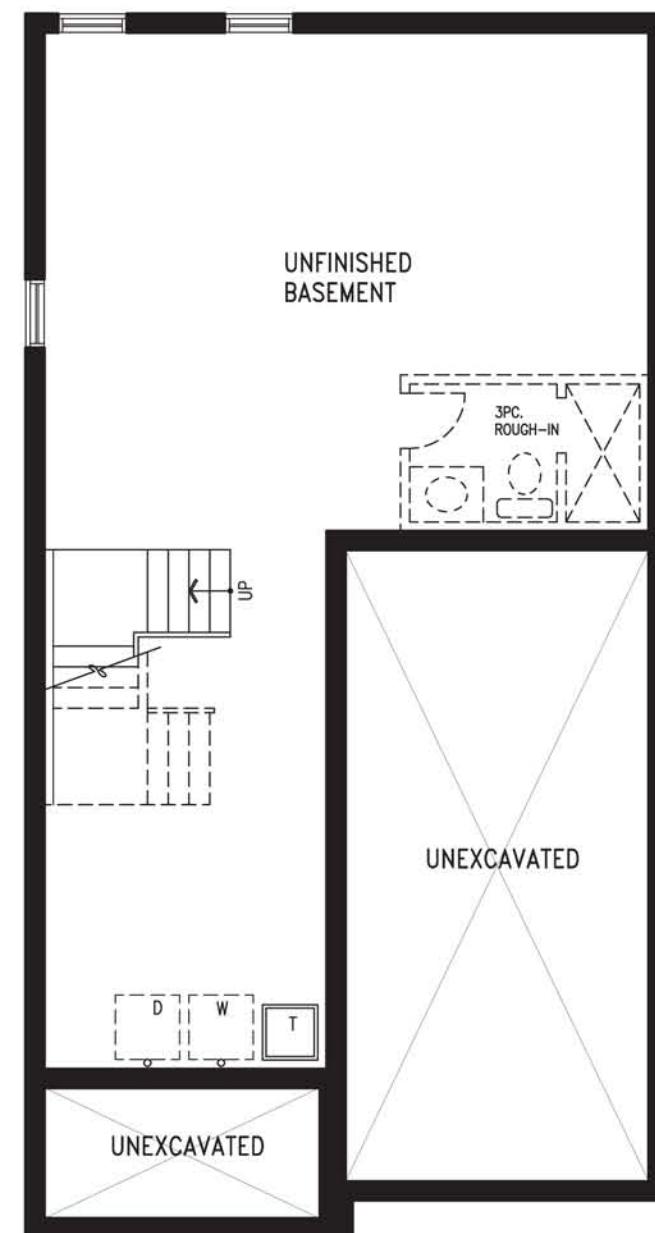 UNFINISHED
BASEMENT
3PC.
ROUGH-IN
UP
UNEXCAVATED
D
W
T
UNEXCAVATED